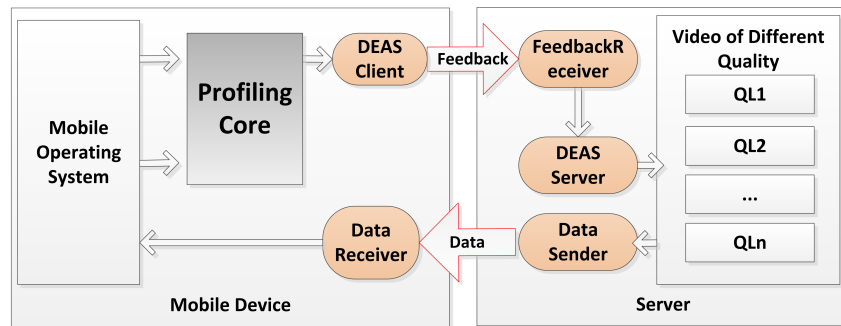 Mobile
Operating
System
Profiling
Core
DEAS
Client
Feedback
Data
Receiver
Data
Mobile Device
FeedbackR
eceiver
DEAS
Server
Data
Sender
Video of Different
Quality
QL1
QL2
...
QLn
Server